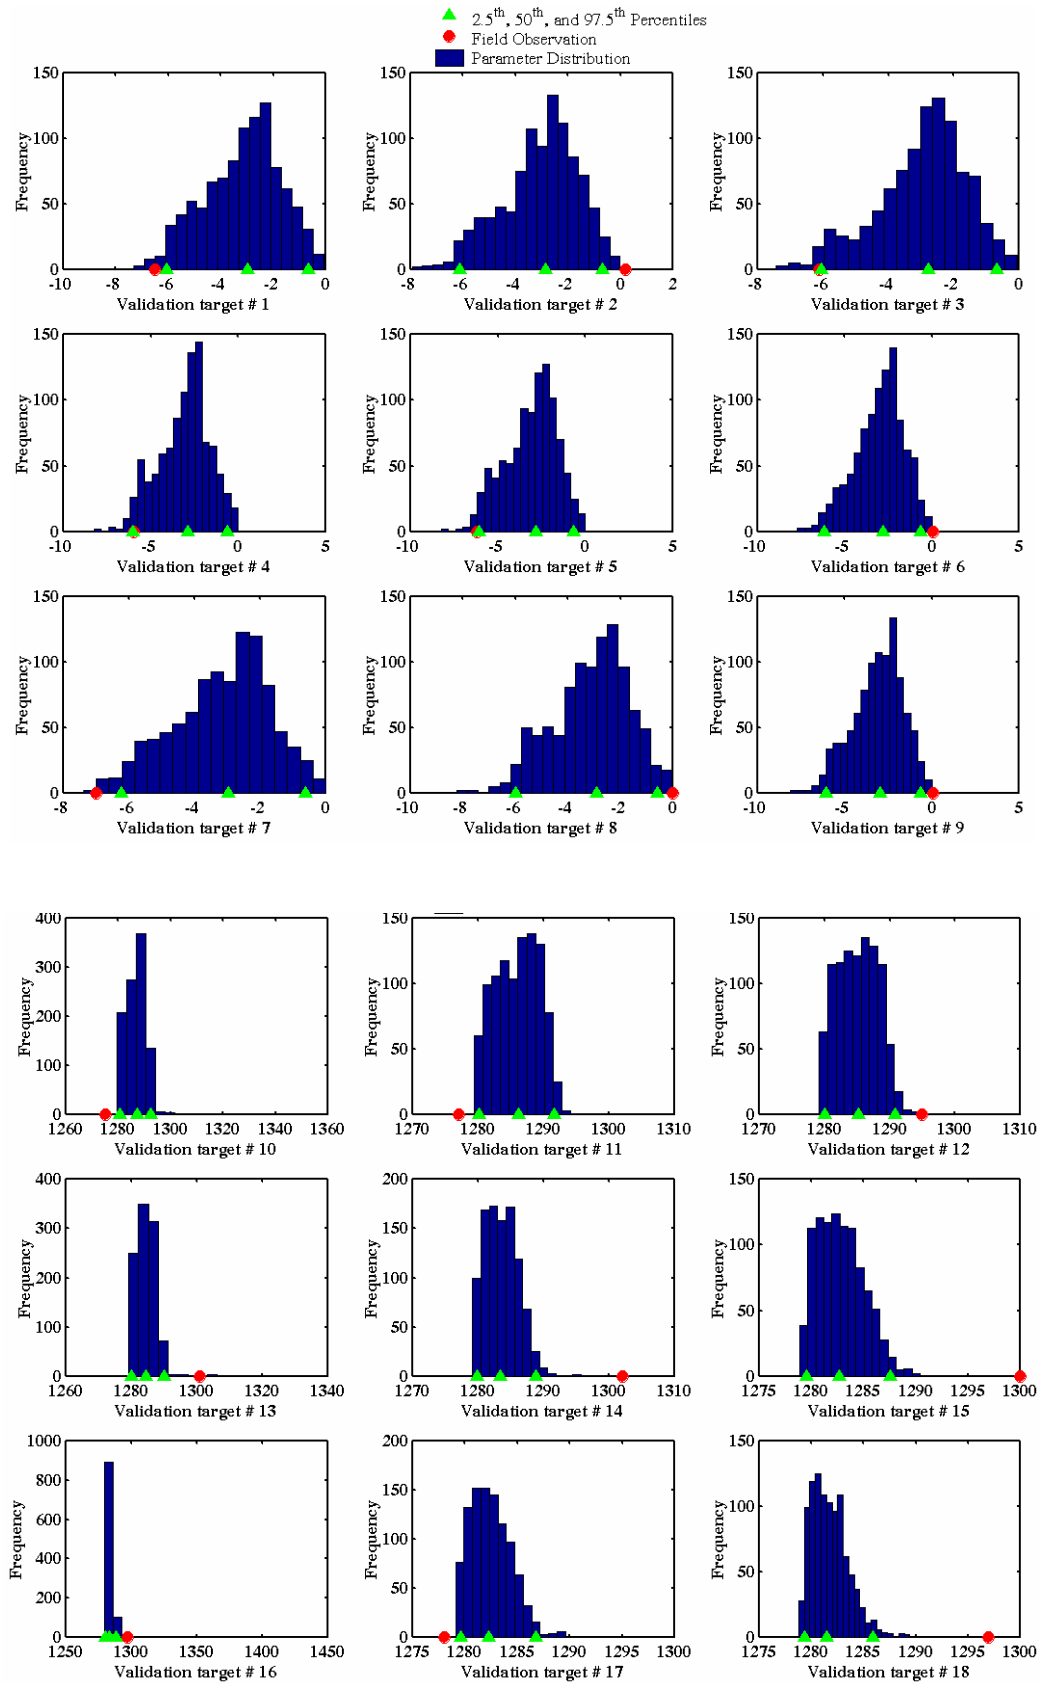 2.5th, 50th, and 97.5th Percentiles
Field Observation
Parameter Distribution
150 150 150
100 100 100
50 50 50
0 0 0
Frequency Frequency Frequency
-10 -8 -6 -4 -2 0 -8 -6 -4 -2 0 2 -8 -6 -4 -2 0
Validation target # 1 Validation target # 2 Validation target # 3
150 150 150
100 100 100
50 50 50
0 0 0
Frequency Frequency Frequency
-10 -5 0 5 -10 -5 0 5 -10 -5 0 5
Validation target # 4 Validation target # 5 Validation target # 6
150 150 150
100 100 100
50 50 50
0 0 0
Frequency Frequency Frequency
-8 -6 -4 -2 0 -10 -8 -6 -4 -2 0 -10 -5 0 5
Validation target # 7 Validation target # 8 Validation target # 9
400 150 150
300 100 100
200 50 50
100 0 0
0
Frequency Frequency Frequency
1260 1280 1300 1320 1340 1360 1270 1280 1290 1300 1310 1270 1280 1290 1300 1310
Validation target # 10 Validation target # 11 Validation target # 12
400 200 150
300 150 100
200 100 50
100 50 0
0 0
Frequency Frequency Frequency
1260 1280 1300 1320 1340 1270 1280 1290 1300 1310 1275 1280 1285 1290 1295 1300
Validation target # 13 Validation target # 14 Validation target # 15
1000 200 150
800 150 100
600 100 50
400 50 0
200 0
0
Frequency Frequency Frequency
1250 1300 1350 1400 1450 1275 1280 1285 1290 1295 1300 1275 1280 1285 1290 1295 1300
Validation target # 16 Validation target # 17 Validation target # 18